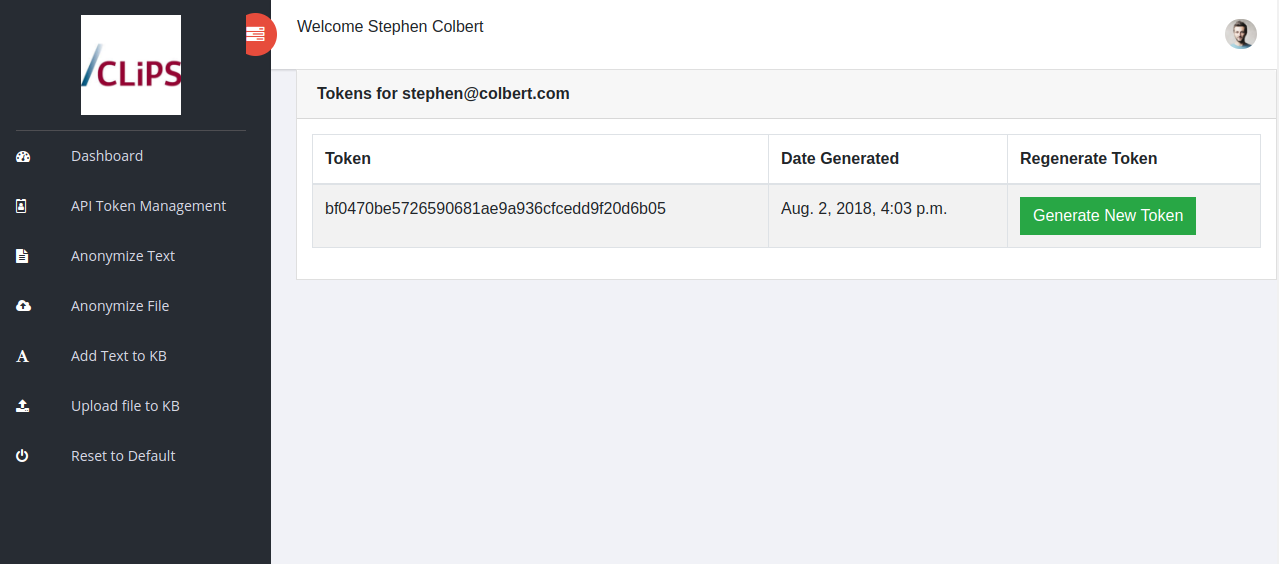 CLiPS
Welcome Stephen Colbert
Dashboard
API Token Management
Anonymize Text
Anonymize File
Add Text to KB
Upload file to KB
Reset to Default
Tokens for stephen@colbert.com
Token Date Generated Regenerate Token
bf0470be5726590681ae9a936cfcedd9f20d6b05 Aug. 2, 2018, 4:03 p.m. Generate New Token